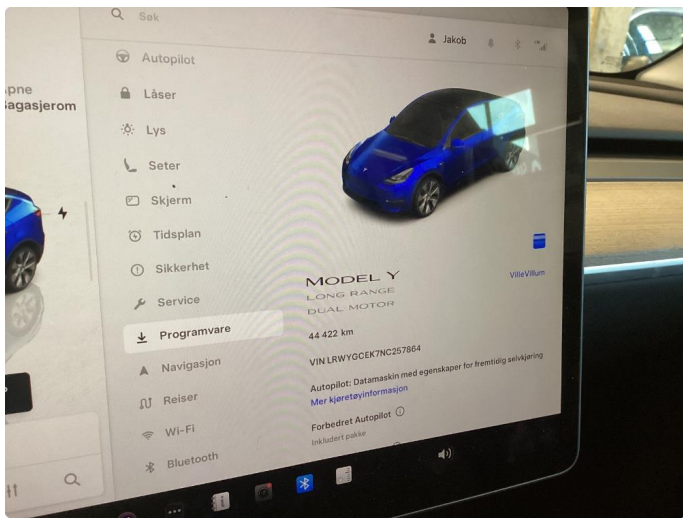 Søk
Jakob
Autopilot
Låser
Lys
Seter
Skjerm
Tidsplan
Sikkerhet
Service
Programvare
Navigasjon
Reiser
Wi-Fi
Bluetooth
pne
agasjerom
MODEL Y
LONG RANGE
DUAL MOTOR
VilleVillum
44 422 km
VIN LRWYGCEK7NC257864
Autopilot: Datamaskin med egenskaper for fremtidig selvkjøring
Mer kjøretøyinformasjon
Forbedret Autopilot
Inkludert pakke